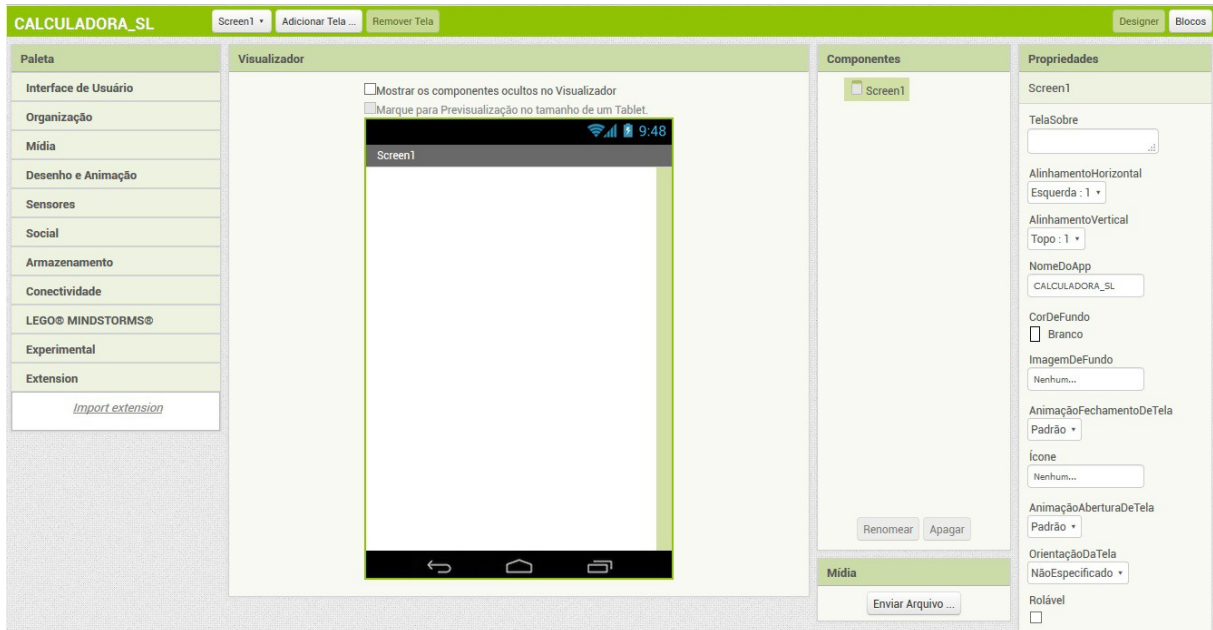 CALCULADORA_SL
Screen1
Adicionar Tela ...
Remover Tela
Designer
Blocos
Paleta
Interface de Usuário
Organização
Mídia
Desenho e Animação
Sensores
Social
Armazenamento
Conectividade
LEGO® MINDSTORMS®
Experimental
Extension
Import extension
Visualizador
Mostrar os componentes ocultos no Visualizador
Marque para Previsualização no tamanho de um Tablet.
9:48
Screen1
Componentes
Screen1
Renomear
Apagar
Mídia
Enviar Arquivo ...
Propriedades
Screen1
TelaSobre
AlinhamentoHorizontal
Esquerda : 1
AlinhamentoVertical
Topo : 1
NomeDoApp
CALCULADORA_SL
CorDeFundo
Branco
ImagemDeFundo
Nenhum...
AnimaçãoFechamentoDeTela
Padrão
Ícone
Nenhum...
AnimaçãoAberturaDeTela
Padrão
OrientaçãoDaTela
NãoEspecificado
Rolável